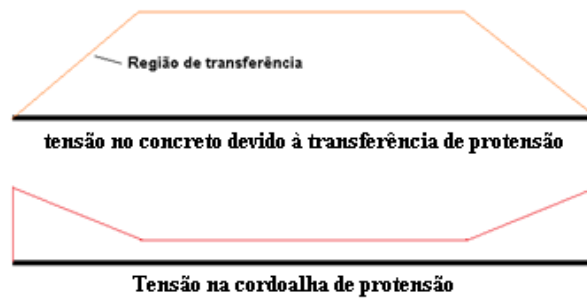 Região de transferência
tensão no concreto devido à transferência de protensão
Tensão na cordoalha de protensão